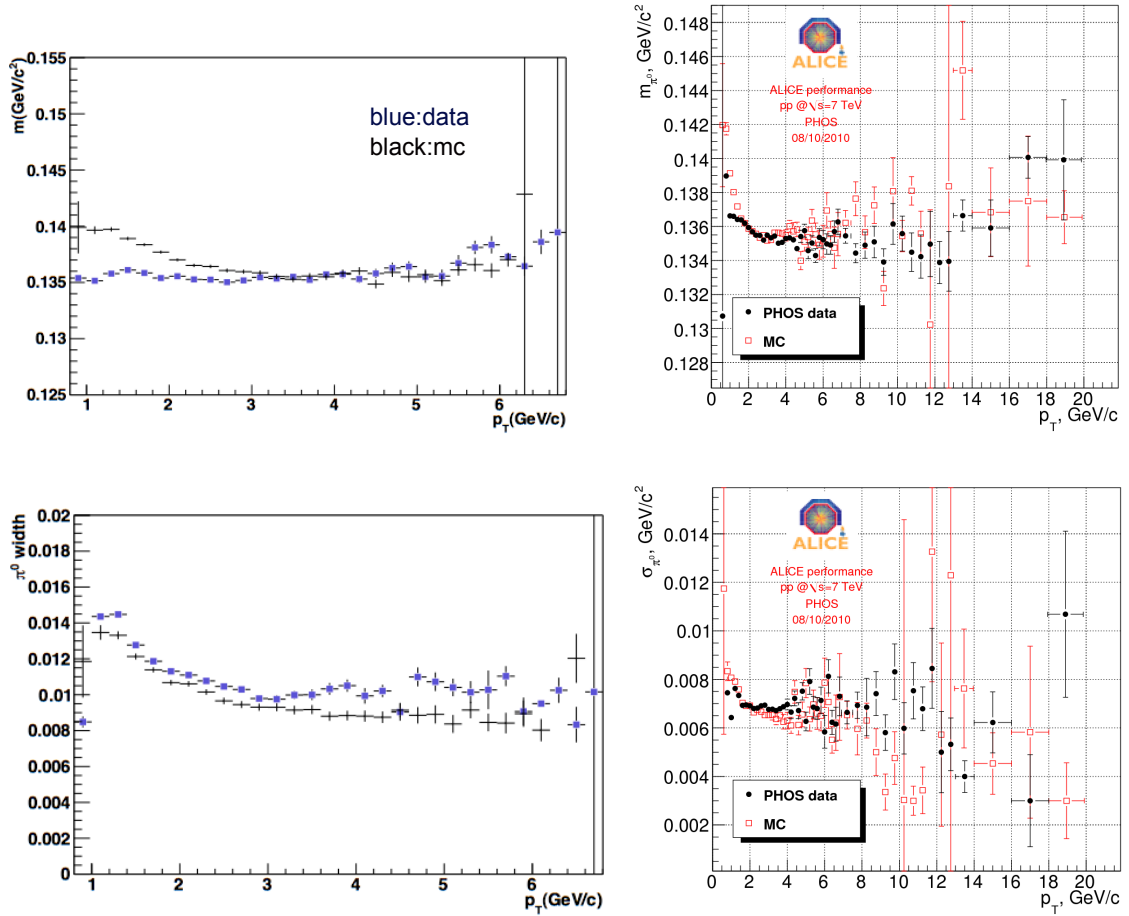 m(GeV/c²)
0.155
0.15
0.145
0.14
0.135
0.13
0.125
blue:data
black:mc
1 2 3 4 5 6
p_T(GeV/c)
m_π⁰, GeV/c²
0.148
0.146
0.144
0.142
0.14
0.138
0.136
0.134
0.132
0.13
0.128
ALICE
ALICE performance
pp @\s=7 TeV
PHOS
08/10/2010
PHOS data
MC
0 2 4 6 8 10 12 14 16 18 20
p_T, GeV/c
π⁰ width
0.02
0.018
0.016
0.014
0.012
0.01
0.008
0.006
0.004
0.002
0
1 2 3 4 5 6
p_T(GeV/c)
σ_π⁰, GeV/c²
0.014
0.012
0.01
0.008
0.006
0.004
0.002
ALICE
ALICE performance
pp @\s=7 TeV
PHOS
08/10/2010
PHOS data
MC
0 2 4 6 8 10 12 14 16 18 20
p_T, GeV/c